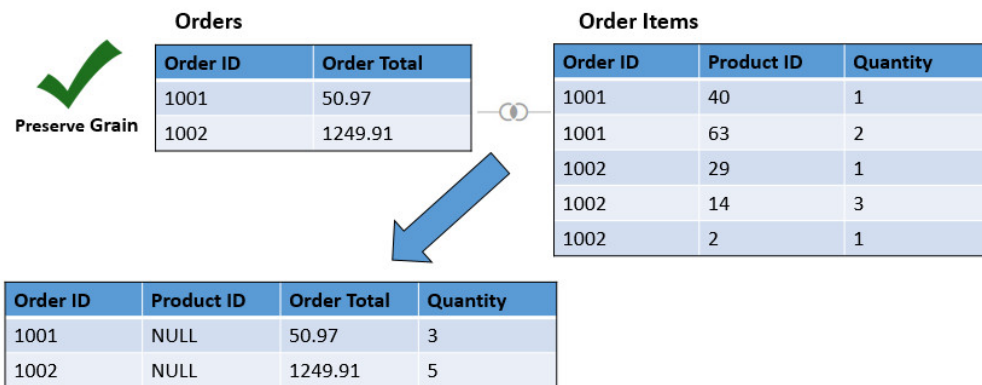 Orders
Order Items
Preserve Grain
Order ID Order Total
1001 50.97
1002 1249.91
Order ID Product ID Quantity
1001 40 1
1001 63 2
1002 29 1
1002 14 3
1002 2 1
Order ID Product ID Order Total Quantity
1001 NULL 50.97 3
1002 NULL 1249.91 5